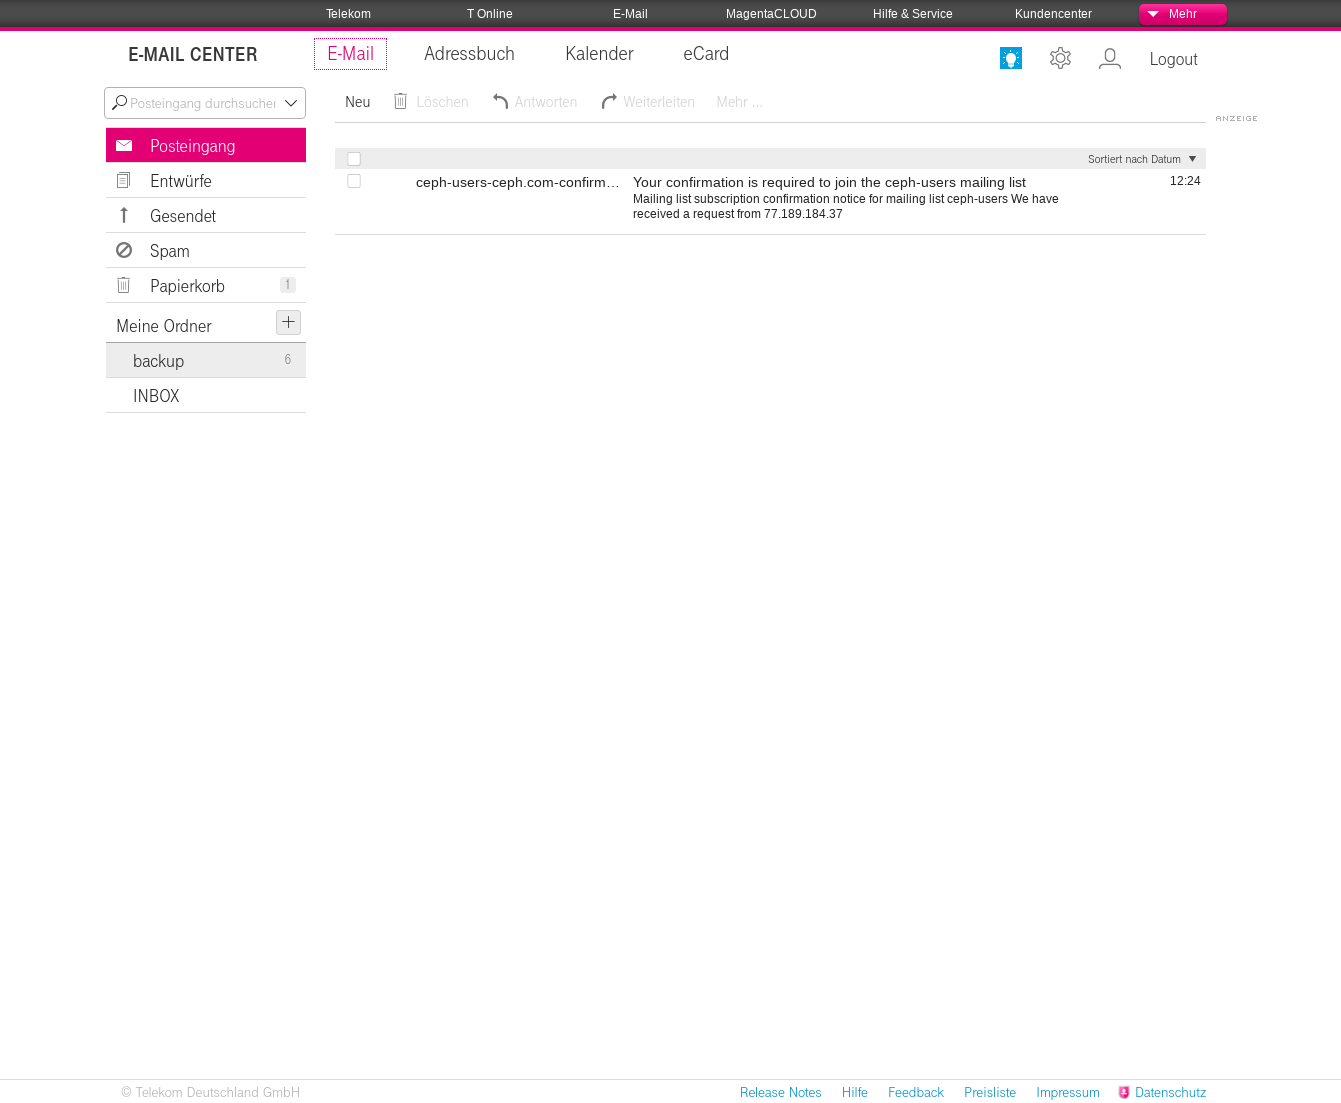 Telekom T Online E-Mail MagentaCLOUD Hilfe & Service Kundencenter Mehr
E-MAIL CENTER E-Mail Adressbuch Kalender eCard Logout
Posteingang durchsuchen Neu Löschen Antworten Weiterleiten Mehr ...
ANZEIGE
Posteingang
Sortiert nach Datum
Entwürfe
ceph-users-ceph.com-confirm… Your confirmation is required to join the ceph-users mailing list 12:24
Mailing list subscription confirmation notice for mailing list ceph-users We have
received a request from 77.189.184.37
Gesendet
Spam
Papierkorb 1
Meine Ordner
backup 6
INBOX
© Telekom Deutschland GmbH Release Notes Hilfe Feedback Preisliste Impressum Datenschutz